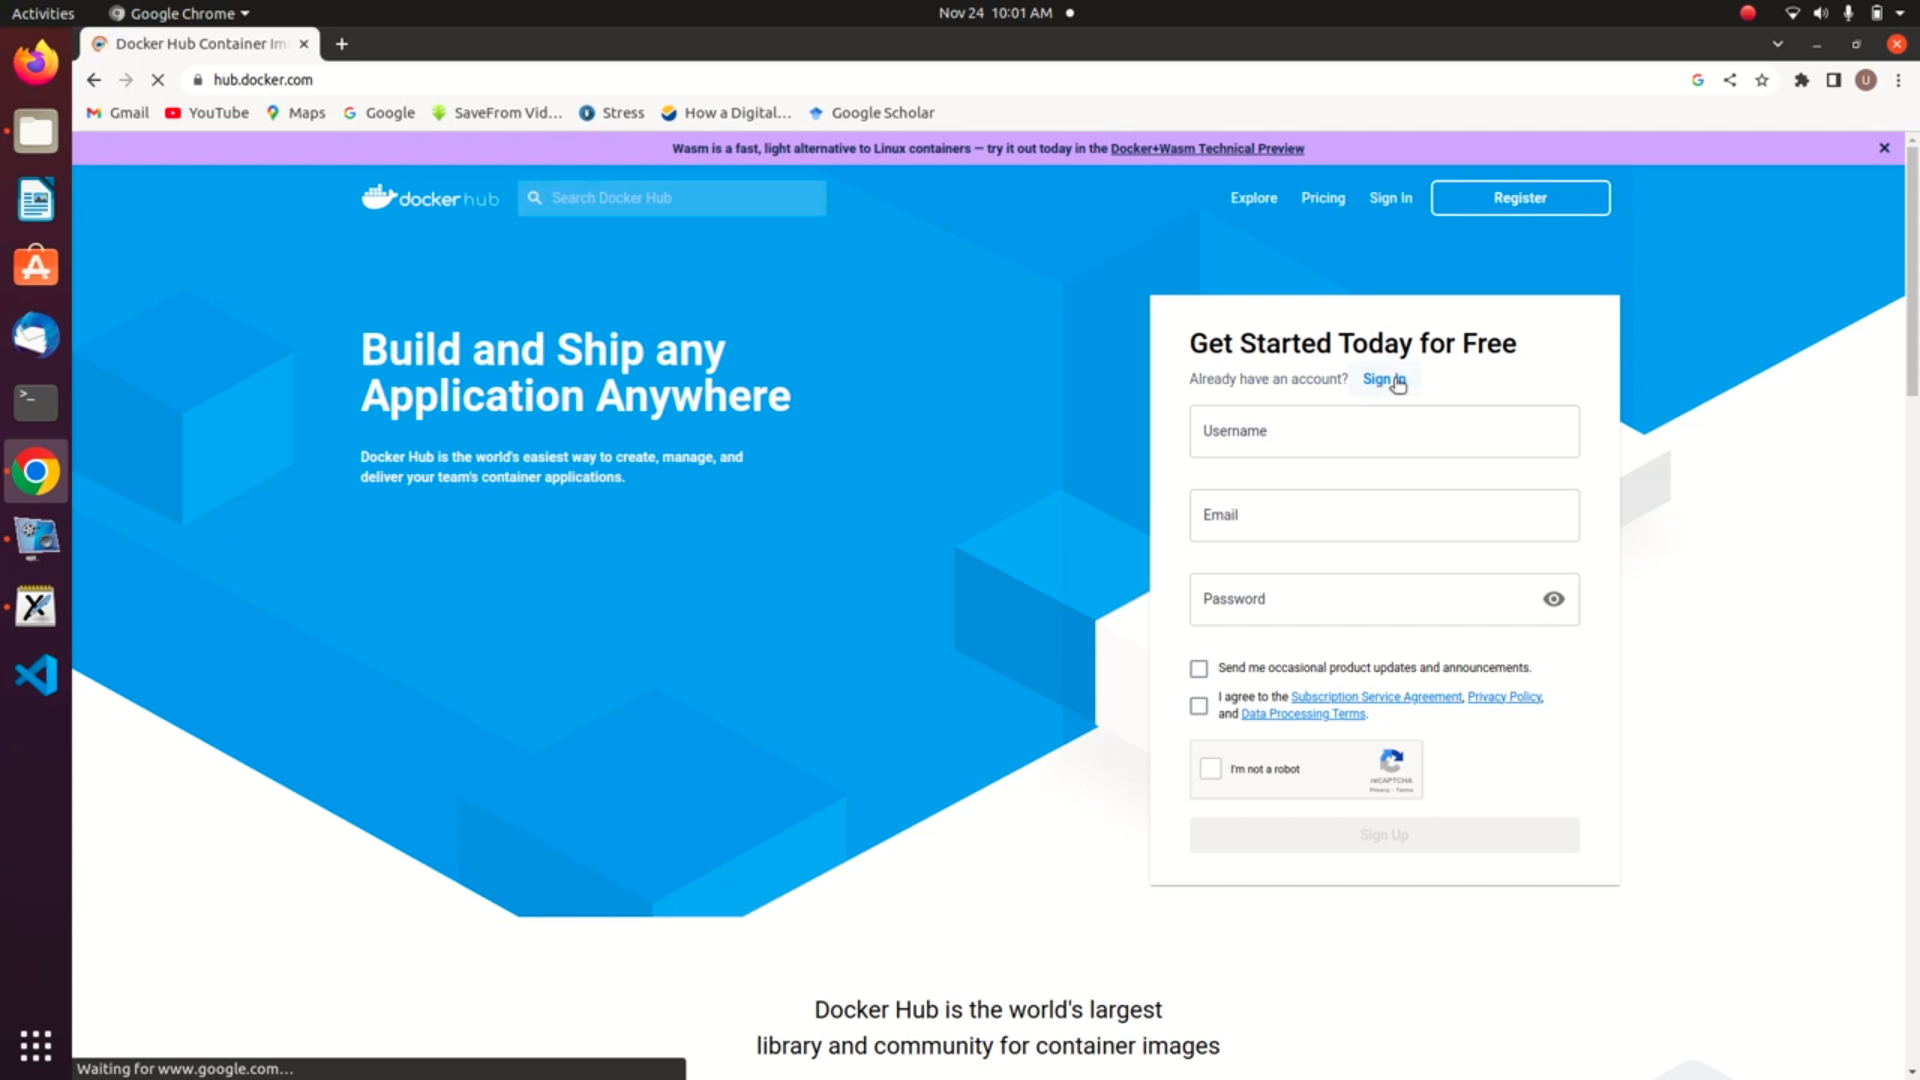 Activities
Google Chrome
Nov 24 10:01 AM
Docker Hub Container Im
hub.docker.com
U
Gmail
YouTube
Maps
Google
SaveFrom Vid...
Stress
How a Digital...
Google Scholar
Wasm is a fast, light alternative to Linux containers — try it out today in the Docker+Wasm Technical Preview
docker hub
Search Docker Hub
Explore
Pricing
Sign In
Register
Build and Ship any
Application Anywhere
Docker Hub is the world's easiest way to create, manage, and
deliver your team's container applications.
Get Started Today for Free
Already have an account? Sign In
Username
Email
Password
Send me occasional product updates and announcements.
I agree to the Subscription Service Agreement, Privacy Policy,
and Data Processing Terms.
I'm not a robot
reCAPTCHA
Privacy - Terms
Sign Up
Docker Hub is the world's largest
library and community for container images
Waiting for www.google.com...